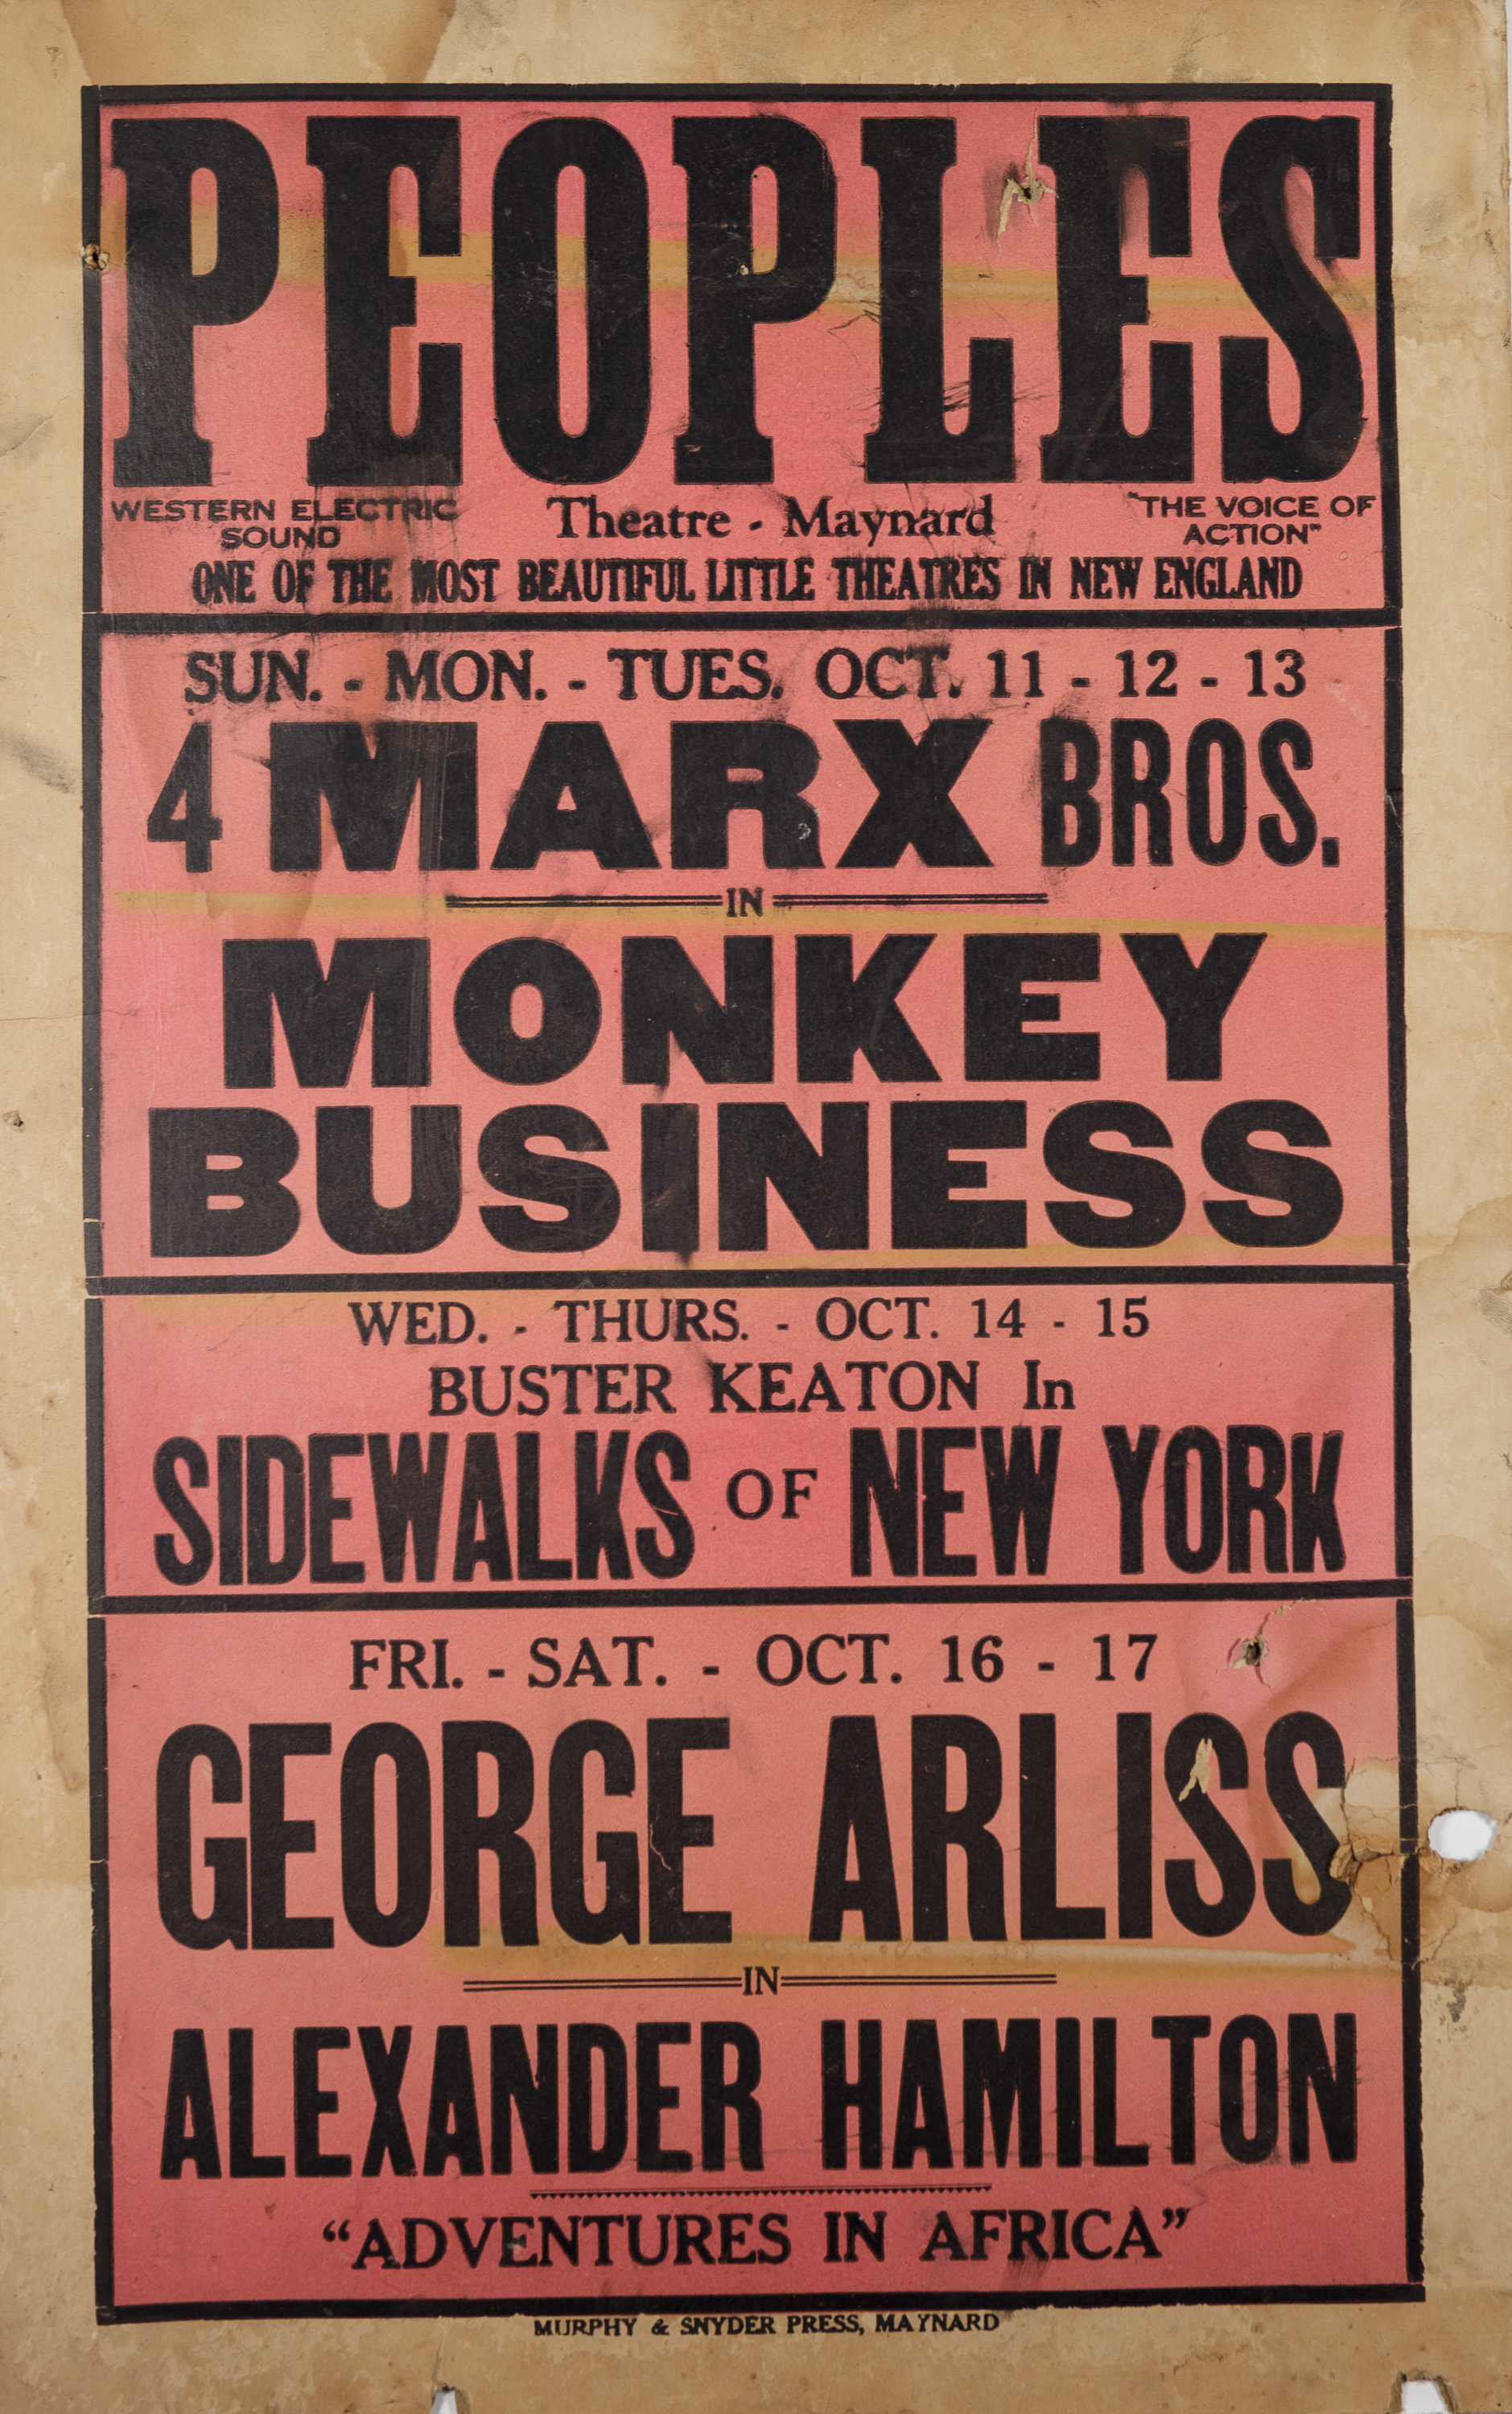 PEOPLES
WESTERN ELECTRIC
SOUND
Theatre - Maynard
"THE VOICE OF
ACTION"
ONE OF THE MOST BEAUTIFUL LITTLE THEATRES IN NEW ENGLAND
SUN. - MON. - TUES. OCT. 11 - 12 - 13
4 MARX BROS.
IN
MONKEY
BUSINESS
WED. - THURS. - OCT. 14 - 15
BUSTER KEATON In
SIDEWALKS OF NEW YORK
FRI. - SAT. - OCT. 16 - 17
GEORGE ARLISS
IN
ALEXANDER HAMILTON
“ADVENTURES IN AFRICA”
MURPHY & SNYDER PRESS, MAYNARD